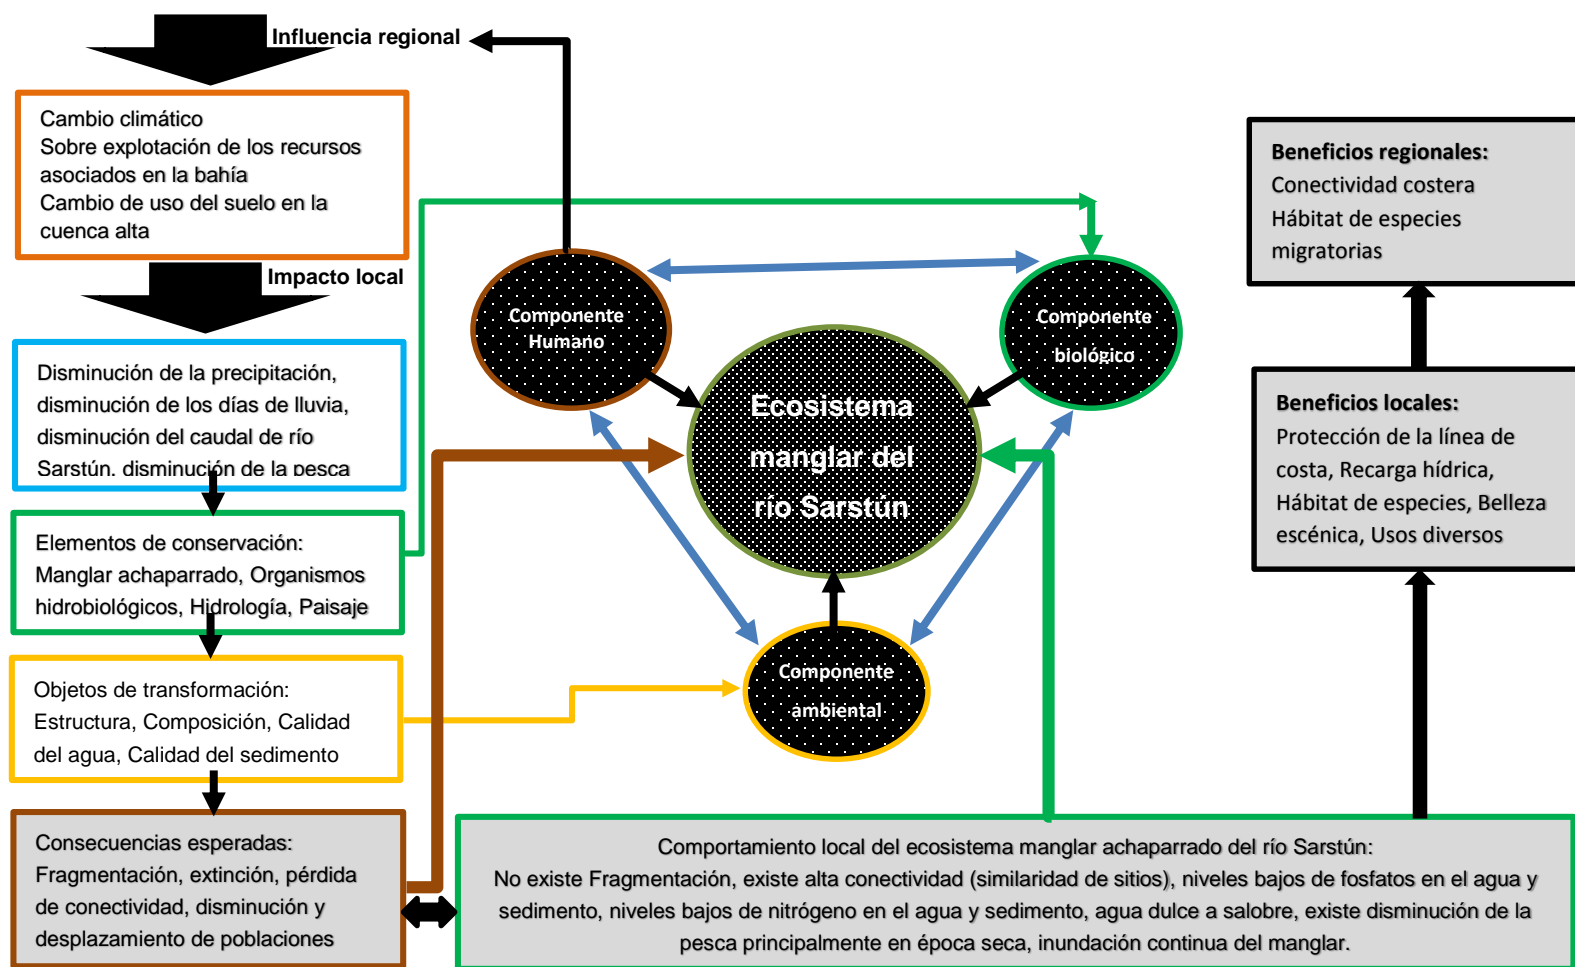 Influencia regional
Cambio climático
Sobre explotación de los recursos
asociados en la bahía
Cambio de uso del suelo en la
cuenca alta
Impacto local
Disminución de la precipitación,
disminución de los días de lluvia,
disminución del caudal de río
Sarstún, disminución de la pesca
Elementos de conservación:
Manglar achaparrado, Organismos
hidrobiológicos, Hidrología, Paisaje
Objetos de transformación:
Estructura, Composición, Calidad
del agua, Calidad del sedimento
Consecuencias esperadas:
Fragmentación, extinción, pérdida
de conectividad, disminución y
desplazamiento de poblaciones
Componente
Humano
Componente
biológico
Ecosistema
manglar del
río Sarstún
Componente
ambiental
Beneficios regionales:
Conectividad costera
Hábitat de especies
migratorias
Beneficios locales:
Protección de la línea de
costa, Recarga hídrica,
Hábitat de especies, Belleza
escénica, Usos diversos
Comportamiento local del ecosistema manglar achaparrado del río Sarstún:
No existe Fragmentación, existe alta conectividad (similaridad de sitios), niveles bajos de fosfatos en el agua y
sedimento, niveles bajos de nitrógeno en el agua y sedimento, agua dulce a salobre, existe disminución de la
pesca principalmente en época seca, inundación continua del manglar.